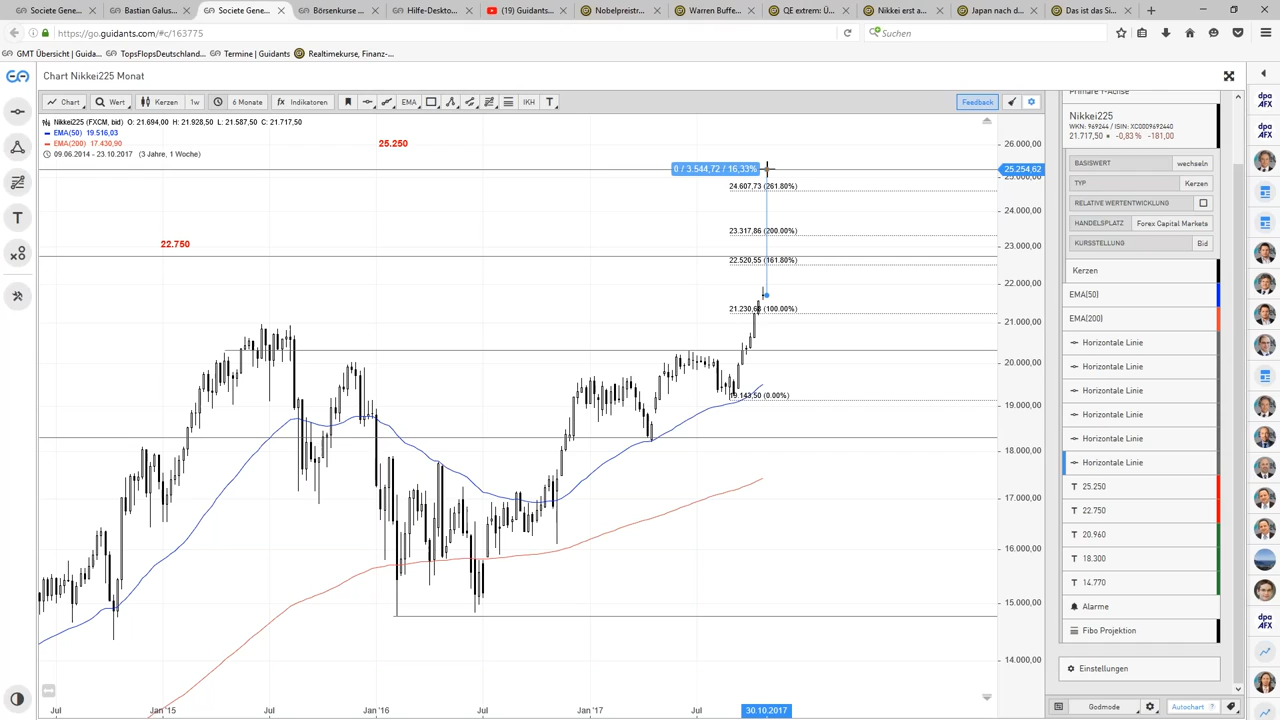 Societe Gene...
Bastian Galus...
Societe Gene...
Börsenkurse ...
Hilfe-Deskto...
(19) Guidants...
Nobelpreistr...
Warren Buffe...
QE extrem: Ü...
Nikkei erst a...
Japan nach d...
Das ist das Si...
https://go.guidants.com/#c/163775
Suchen
GMT Übersicht | Guida...
TopsFlopsDeutschland...
Termine | Guidants
Realtimekurse, Finanz-...
Chart Nikkei225 Monat
Chart
Wert
Kerzen
1w
6 Monate
Indikatoren
EMA
IKH
T
Feedback
Nikkei225 (FXCM, bid) O: 21.694,00 H: 21.928,50 L: 21.587,50 C: 21.717,50
EMA(50) 19.516,03
EMA(200) 17.430,90
09.06.2014 - 23.10.2017 (3 Jahre, 1 Woche)
25.250
22.750
0 / 3.544,72 / 16,33%
24.607,73 (261.80%)
23.317,86 (200.00%)
22.520,55 (161.80%)
21.230,68 (100.00%)
19.143,50 (0.00%)
26.000,00
25.254,62
25.000,00
24.000,00
23.000,00
22.000,00
21.000,00
20.000,00
19.000,00
18.000,00
17.000,00
16.000,00
15.000,00
14.000,00
Jul
Jan '15
Jul
Jan '16
Jul
Jan '17
Jul
30.10.2017
Primäre Y-Achse
Nikkei225
WKN: 969244 / ISIN: XC0009692440
21.717,50 -0,83 % -181,00
BASISWERT wechseln
TYP Kerzen
RELATIVE WERTENTWICKLUNG
HANDELSPLATZ Forex Capital Markets
KURSSTELLUNG Bid
Kerzen
EMA(50)
EMA(200)
Horizontale Linie
Horizontale Linie
Horizontale Linie
Horizontale Linie
Horizontale Linie
Horizontale Linie
T 25.250
T 22.750
T 20.960
T 18.300
T 14.770
Alarme
Fibo Projektion
Einstellungen
Godmode
Autochart ?
dpa AFX
dpa AFX
dpa AFX